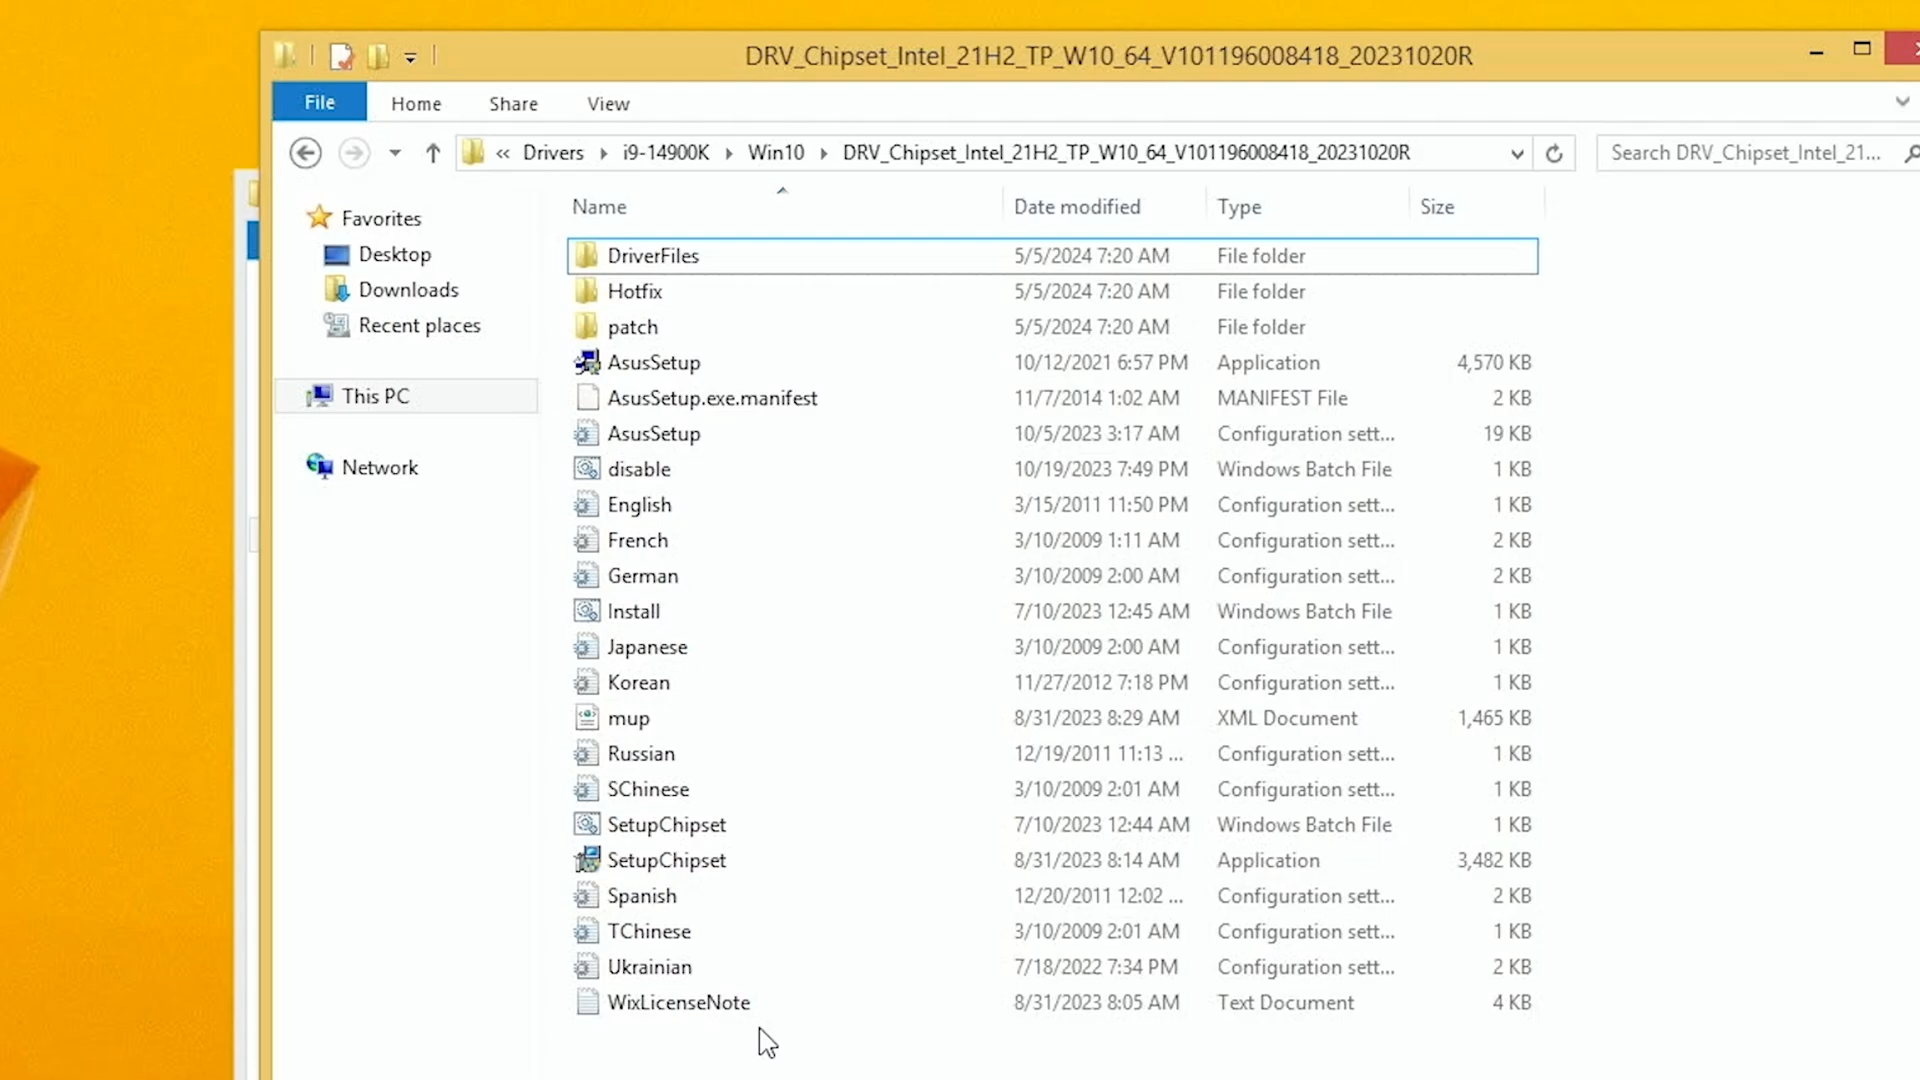 DRV_Chipset_Intel_21H2_TP_W10_64_V101196008418_20231020R
File Home Share View
« Drivers i9-14900K Win10 DRV_Chipset_Intel_21H2_TP_W10_64_V101196008418_20231020R Search DRV_Chipset_Intel_21...
Favorites
Desktop
Downloads
Recent places
This PC
Network
Name Date modified Type Size
DriverFiles 5/5/2024 7:20 AM File folder
Hotfix 5/5/2024 7:20 AM File folder
patch 5/5/2024 7:20 AM File folder
AsusSetup 10/12/2021 6:57 PM Application 4,570 KB
AsusSetup.exe.manifest 11/7/2014 1:02 AM MANIFEST File 2 KB
AsusSetup 10/5/2023 3:17 AM Configuration sett... 19 KB
disable 10/19/2023 7:49 PM Windows Batch File 1 KB
English 3/15/2011 11:50 PM Configuration sett... 1 KB
French 3/10/2009 1:11 AM Configuration sett... 2 KB
German 3/10/2009 2:00 AM Configuration sett... 2 KB
Install 7/10/2023 12:45 AM Windows Batch File 1 KB
Japanese 3/10/2009 2:00 AM Configuration sett... 1 KB
Korean 11/27/2012 7:18 PM Configuration sett... 1 KB
mup 8/31/2023 8:29 AM XML Document 1,465 KB
Russian 12/19/2011 11:13 ... Configuration sett... 1 KB
SChinese 3/10/2009 2:01 AM Configuration sett... 1 KB
SetupChipset 7/10/2023 12:44 AM Windows Batch File 1 KB
SetupChipset 8/31/2023 8:14 AM Application 3,482 KB
Spanish 12/20/2011 12:02 ... Configuration sett... 2 KB
TChinese 3/10/2009 2:01 AM Configuration sett... 1 KB
Ukrainian 7/18/2022 7:34 PM Configuration sett... 2 KB
WixLicenseNote 8/31/2023 8:05 AM Text Document 4 KB